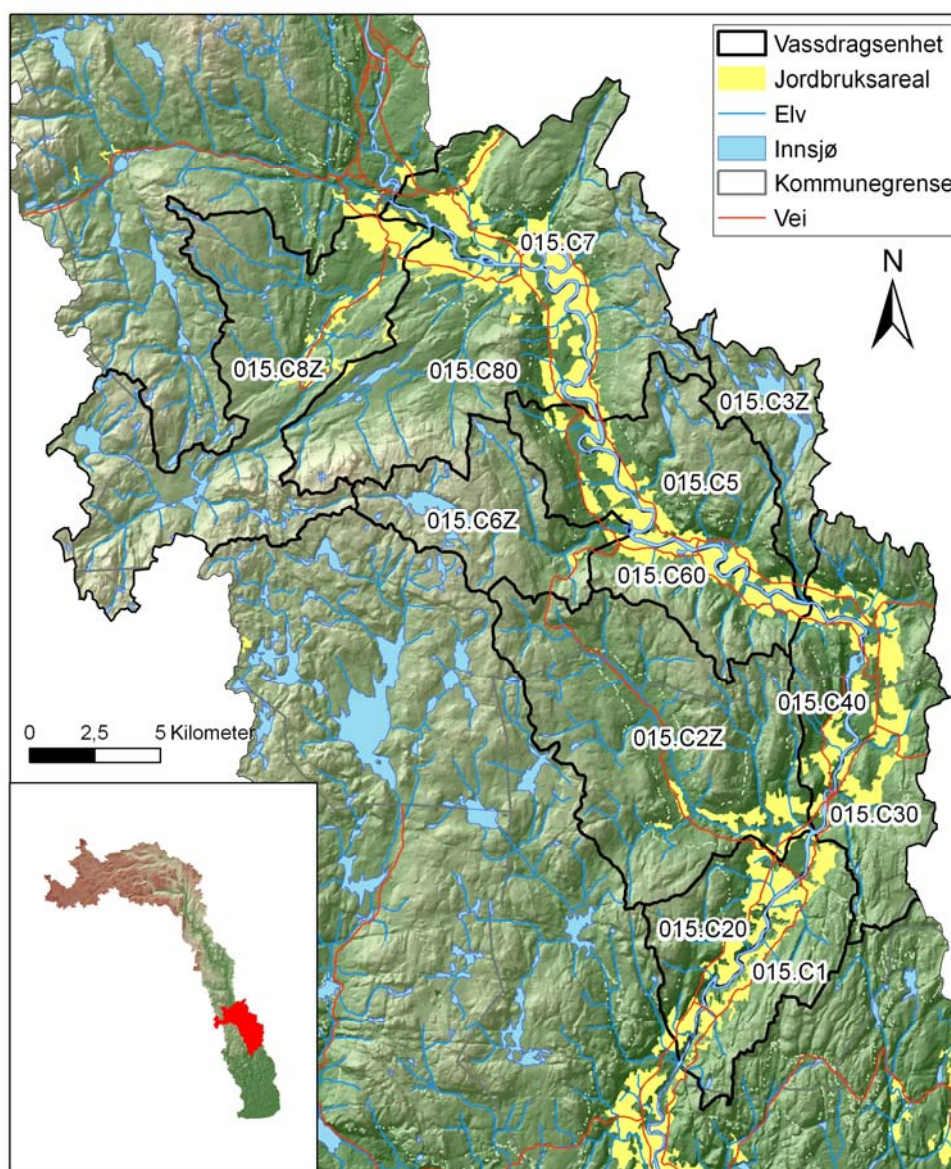 Vassdragsenhet
Jordbruksareal
Elv
Innsjø
Kommunegrense
Vei
N
015.C7
015.C8Z
015.C80
015.C3Z
015.C5
015.C6Z
015.C60
015.C40
015.C2Z
015.C30
015.C20
015.C1
0 2,5 5 Kilometer